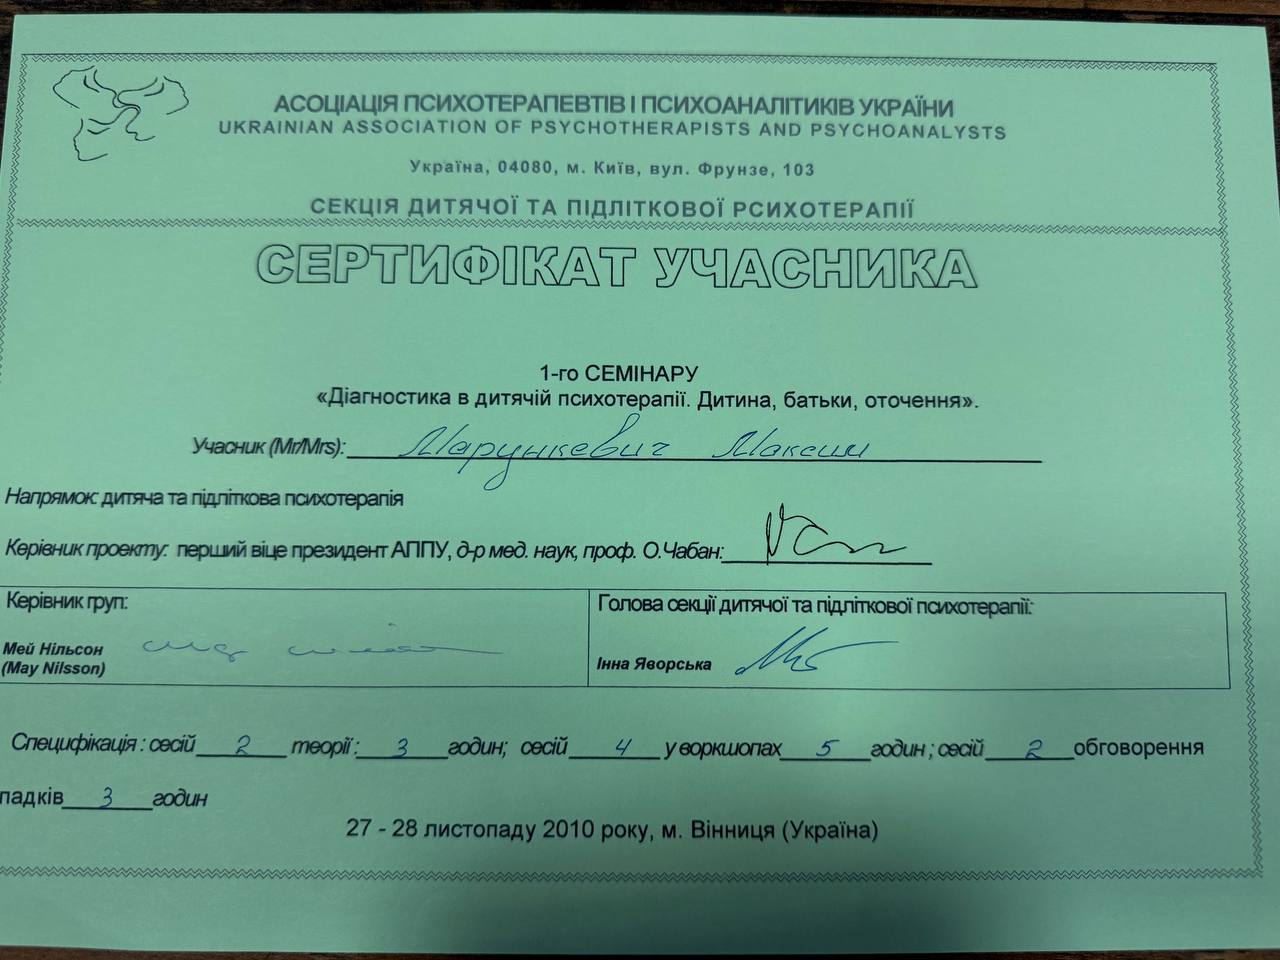 АСОЦІАЦІЯ ПСИХОТЕРАПЕВТІВ І ПСИХОАНАЛІТИКІВ УКРАЇНИ
UKRAINIAN ASSOCIATION OF PSYCHOTHERAPISTS AND PSYCHOANALYSTS
Україна, 04080, м. Київ, вул. Фрунзе, 103
СЕКЦІЯ ДИТЯЧОЇ ТА ПІДЛІТКОВОЇ РСИХОТЕРАПІЇ
СЕРТИФІКАТ УЧАСНИКА
1-го СЕМІНАРУ
«Діагностика в дитячій психотерапії. Дитина, батьки, оточення».
Учасник (Mr/Mrs): Марункевич Максим
Напрямок: дитяча та підліткова психотерапія
Керівник проекту: перший віце президент АППУ, д-р мед. наук, проф. О.Чабан:
Керівник груп:
Мей Нільсон
(May Nilsson)
Голова секції дитячої та підліткової психотерапії:
Інна Яворська
Специфікація : сесій 2 теорії : 3 годин; сесій 4 у воркшопах 5 годин ; сесій 2 обговорення
падків 3 годин
27 - 28 листопаду 2010 року, м. Вінниця (Україна)